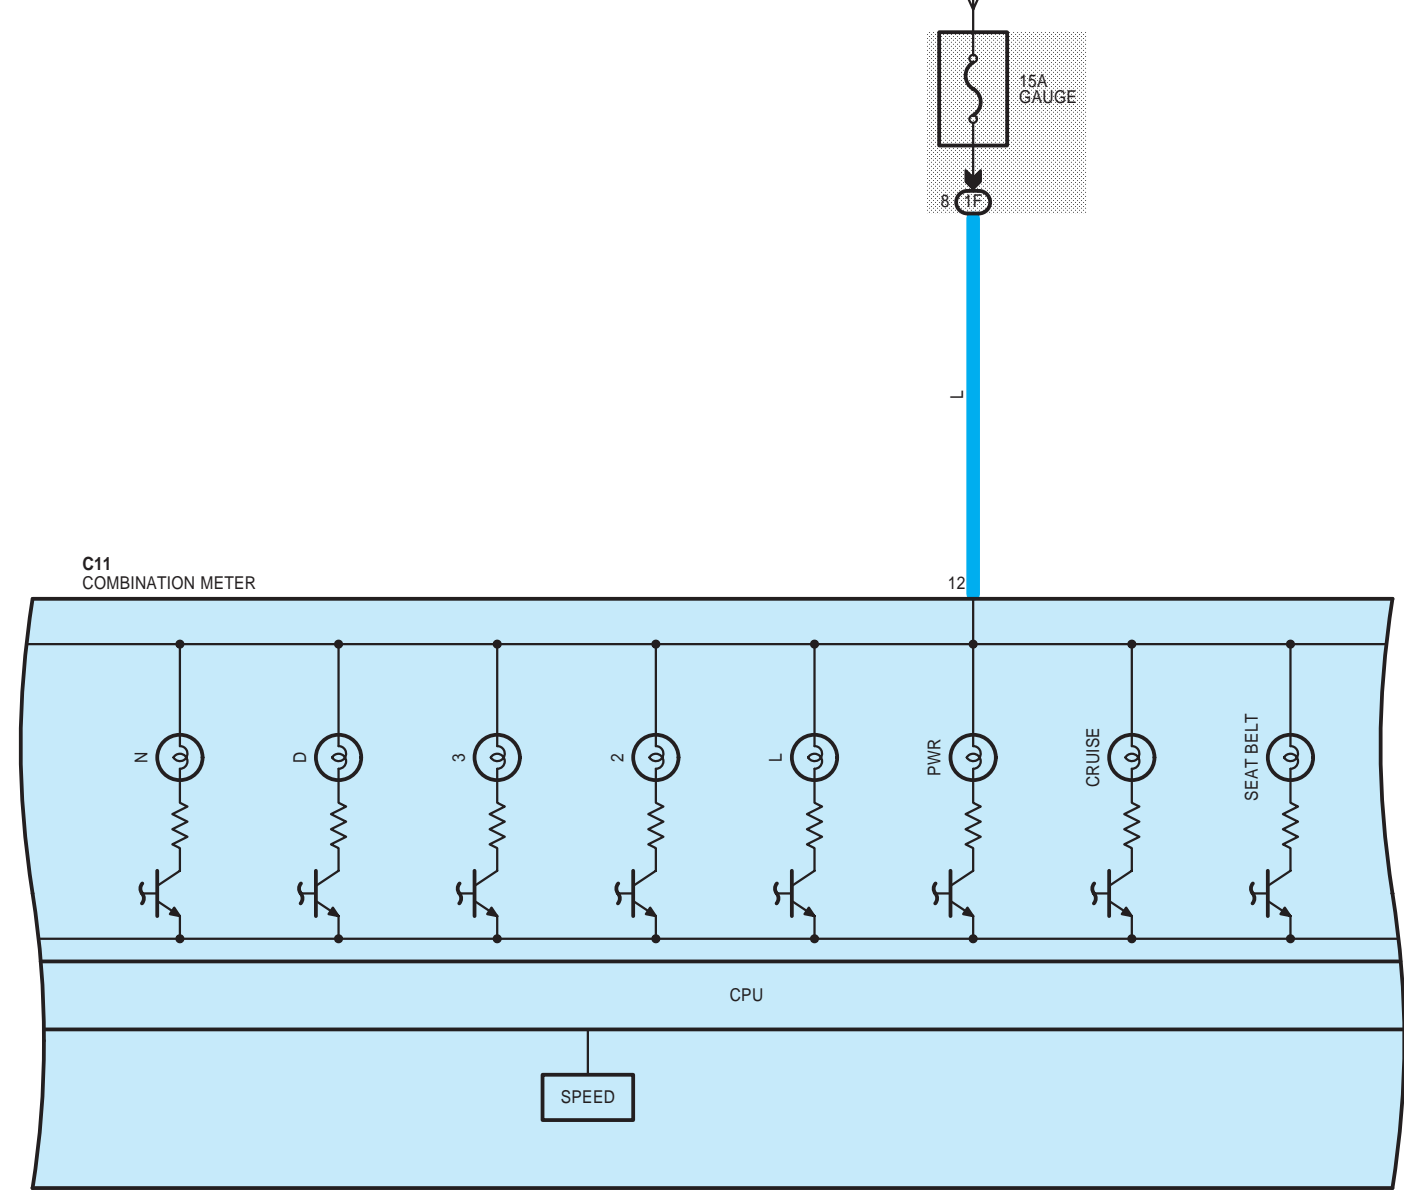 15A
GAUGE
8 1F
L
C11
COMBINATION METER
12
N
D
3
2
L
PWR
CRUISE
SEAT BELT
CPU
SPEED